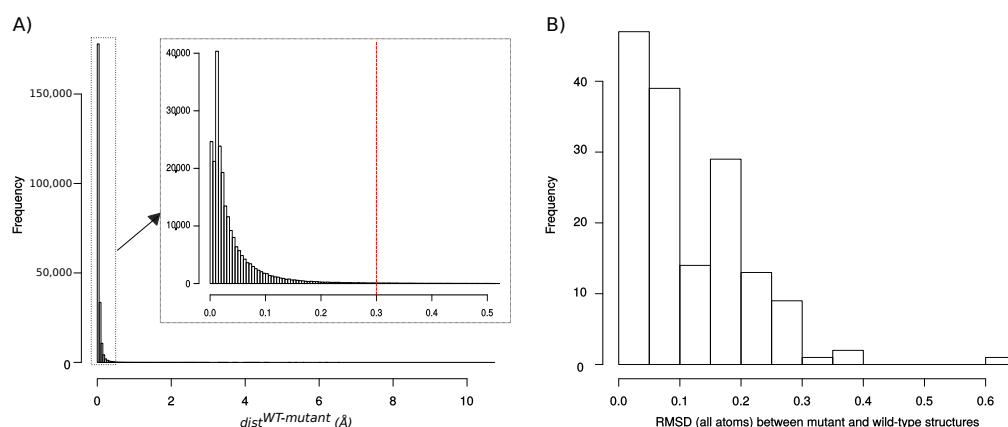 A)
Frequency
150,000
100,000
50,000
0
0 2 4 6 8 10
dist^WT-mutant (Å)
40000
30000
20000
10000
0
0.0 0.1 0.2 0.3 0.4 0.5
B)
Frequency
40
30
20
10
0
0.0 0.1 0.2 0.3 0.4 0.5 0.6
RMSD (all atoms) between mutant and wild-type structures